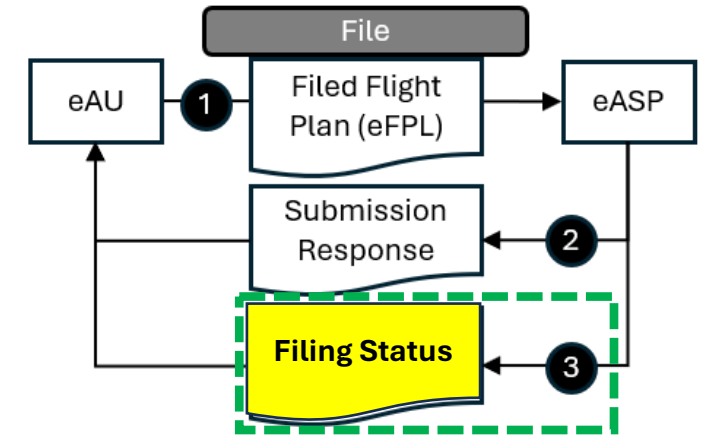 File
eAU
1
Filed Flight
Plan (eFPL)
eASP
Submission
Response
2
Filing Status
3